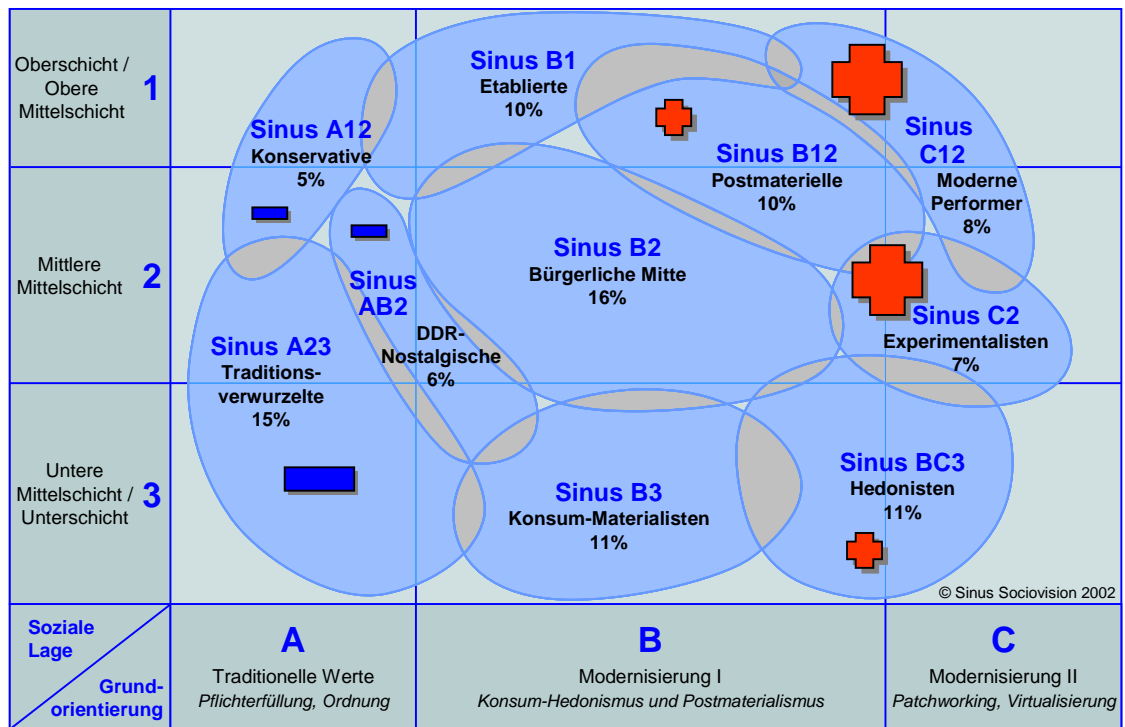 Oberschicht /
Obere
Mittelschicht
1
Sinus B1
Etablierte
10%
Sinus A12
Konservative
5%
Sinus B12
Postmaterielle
10%
Sinus
C12
Moderne
Performer
8%
Mittlere
Mittelschicht
2
Sinus
AB2
DDR-
Nostalgische
6%
Sinus B2
Bürgerliche Mitte
16%
Sinus C2
Experimentalisten
7%
Sinus A23
Traditions-
verwurzelte
15%
Untere
Mittelschicht /
Unterschicht
3
Sinus B3
Konsum-Materialisten
11%
Sinus BC3
Hedonisten
11%
© Sinus Sociovision 2002
Soziale
Lage
Grund-
orientierung
A
Traditionelle Werte
Pflichterfüllung, Ordnung
B
Modernisierung I
Konsum-Hedonismus und Postmaterialismus
C
Modernisierung II
Patchworking, Virtualisierung